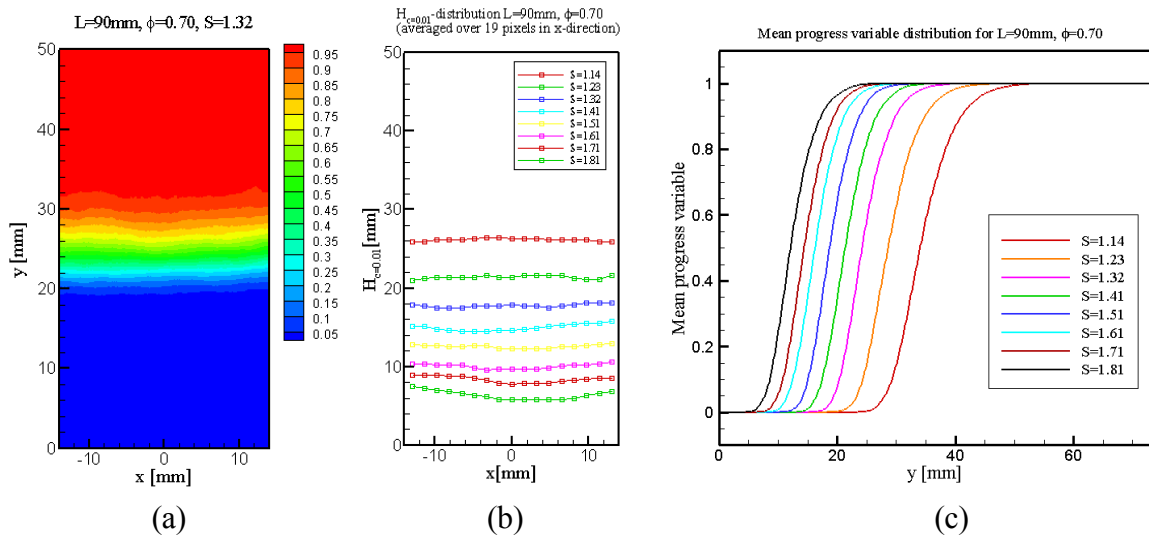 L=90mm, ϕ=0.70, S=1.32
50
40
30
20
10
0
y [mm]
-10
0
10
x [mm]
0.95
0.9
0.85
0.8
0.75
0.7
0.65
0.6
0.55
0.5
0.45
0.4
0.35
0.3
0.25
0.2
0.15
0.1
0.05
(a)
H_{c=0.01}-distribution L=90mm, ϕ=0.70
(averaged over 19 pixels in x-direction)
50
40
30
20
10
0
H_{c=0.01}[mm]
S=1.14
S=1.23
S=1.32
S=1.41
S=1.51
S=1.61
S=1.71
S=1.81
-10
0
10
x[mm]
(b)
Mean progress variable distribution for L=90mm, ϕ=0.70
1
0.8
0.6
0.4
0.2
0
Mean progress variable
S=1.14
S=1.23
S=1.32
S=1.41
S=1.51
S=1.61
S=1.71
S=1.81
0
20
40
60
y [mm]
(c)